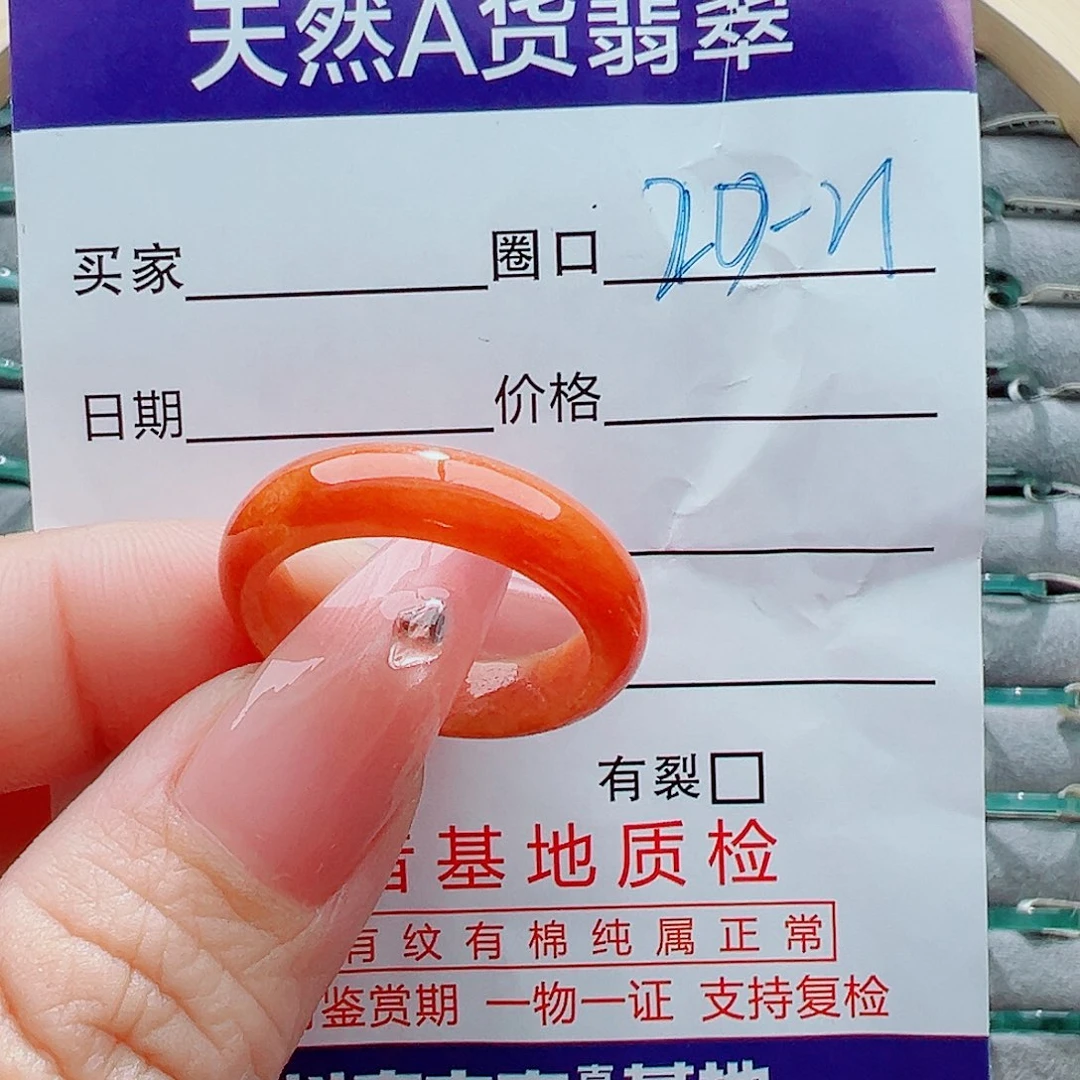 天然A货翡翠
买家 圈口 20-21
日期 价格
有裂
基地质检
有纹有棉纯属正常
鉴赏期 一物一证 支持复检